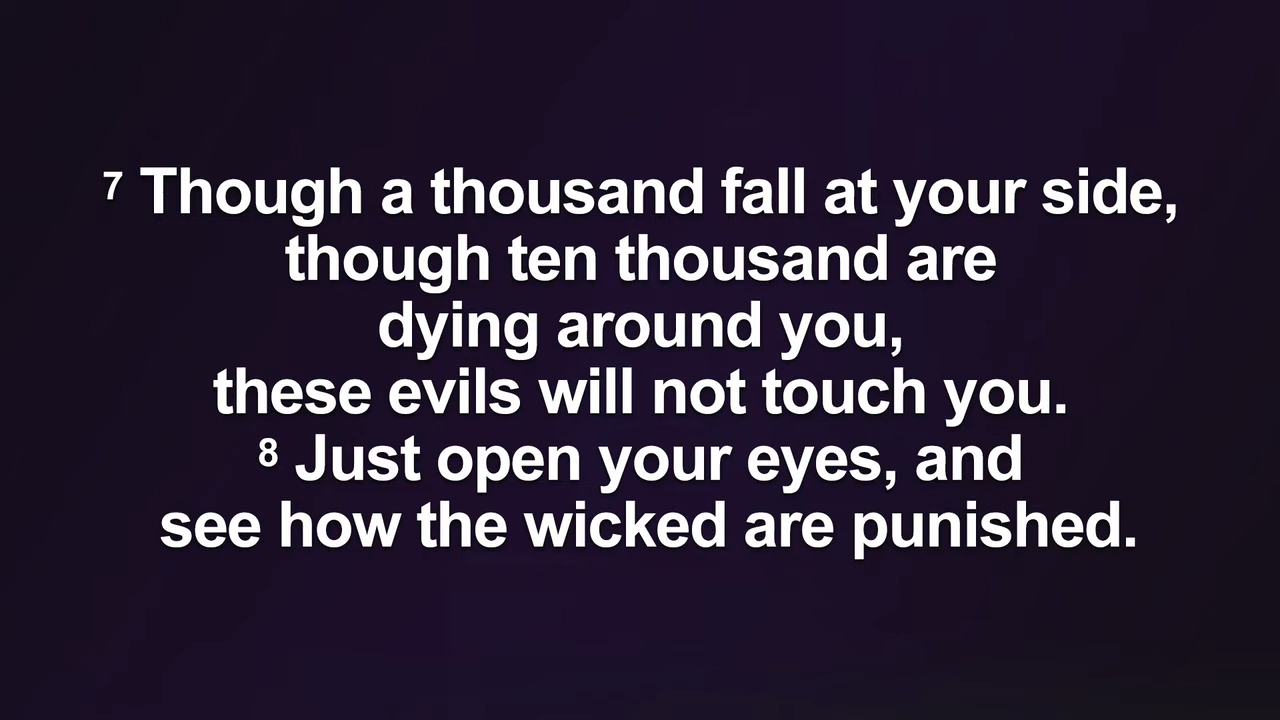 7 Though a thousand fall at your side,
though ten thousand are
dying around you,
these evils will not touch you.
8 Just open your eyes, and
see how the wicked are punished.